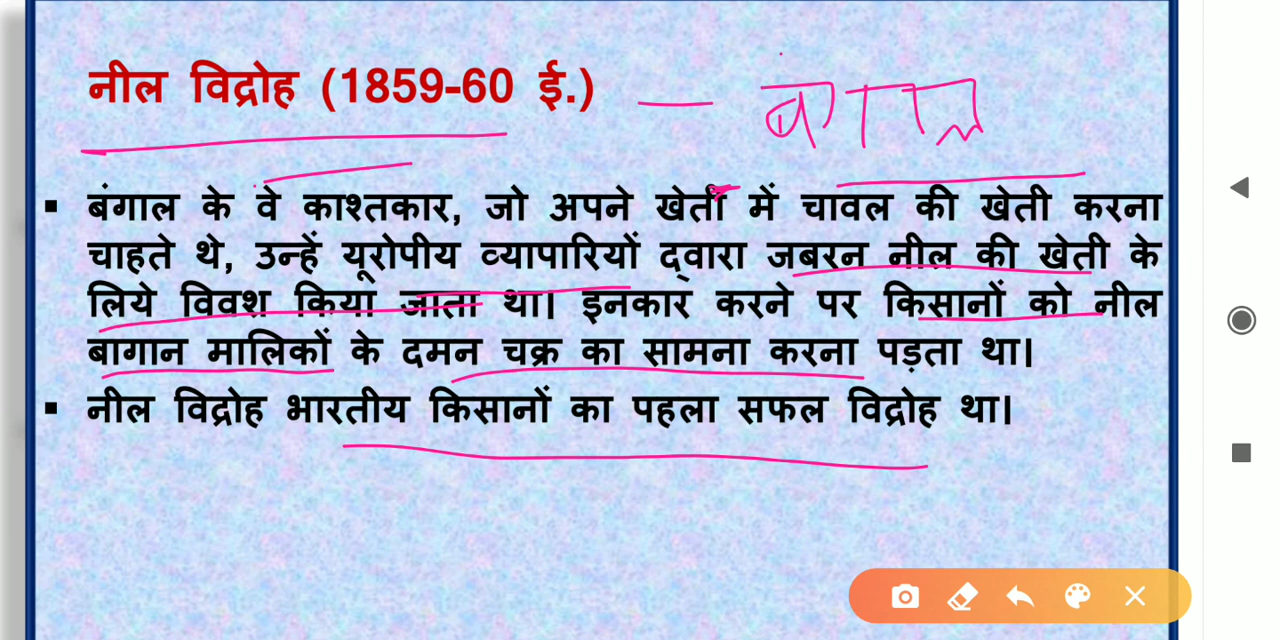 नील विद्रोह (1859-60 ई.) —
▪ बंगाल के वे काश्तकार, जो अपने खेतों में चावल की खेती करना
चाहते थे, उन्हें यूरोपीय व्यापारियों द्वारा जबरन नील की खेती के
लिये विवश किया जाता था। इनकार करने पर किसानों को नील
बागान मालिकों के दमन चक्र का सामना करना पड़ता था।
▪ नील विद्रोह भारतीय किसानों का पहला सफल विद्रोह था।